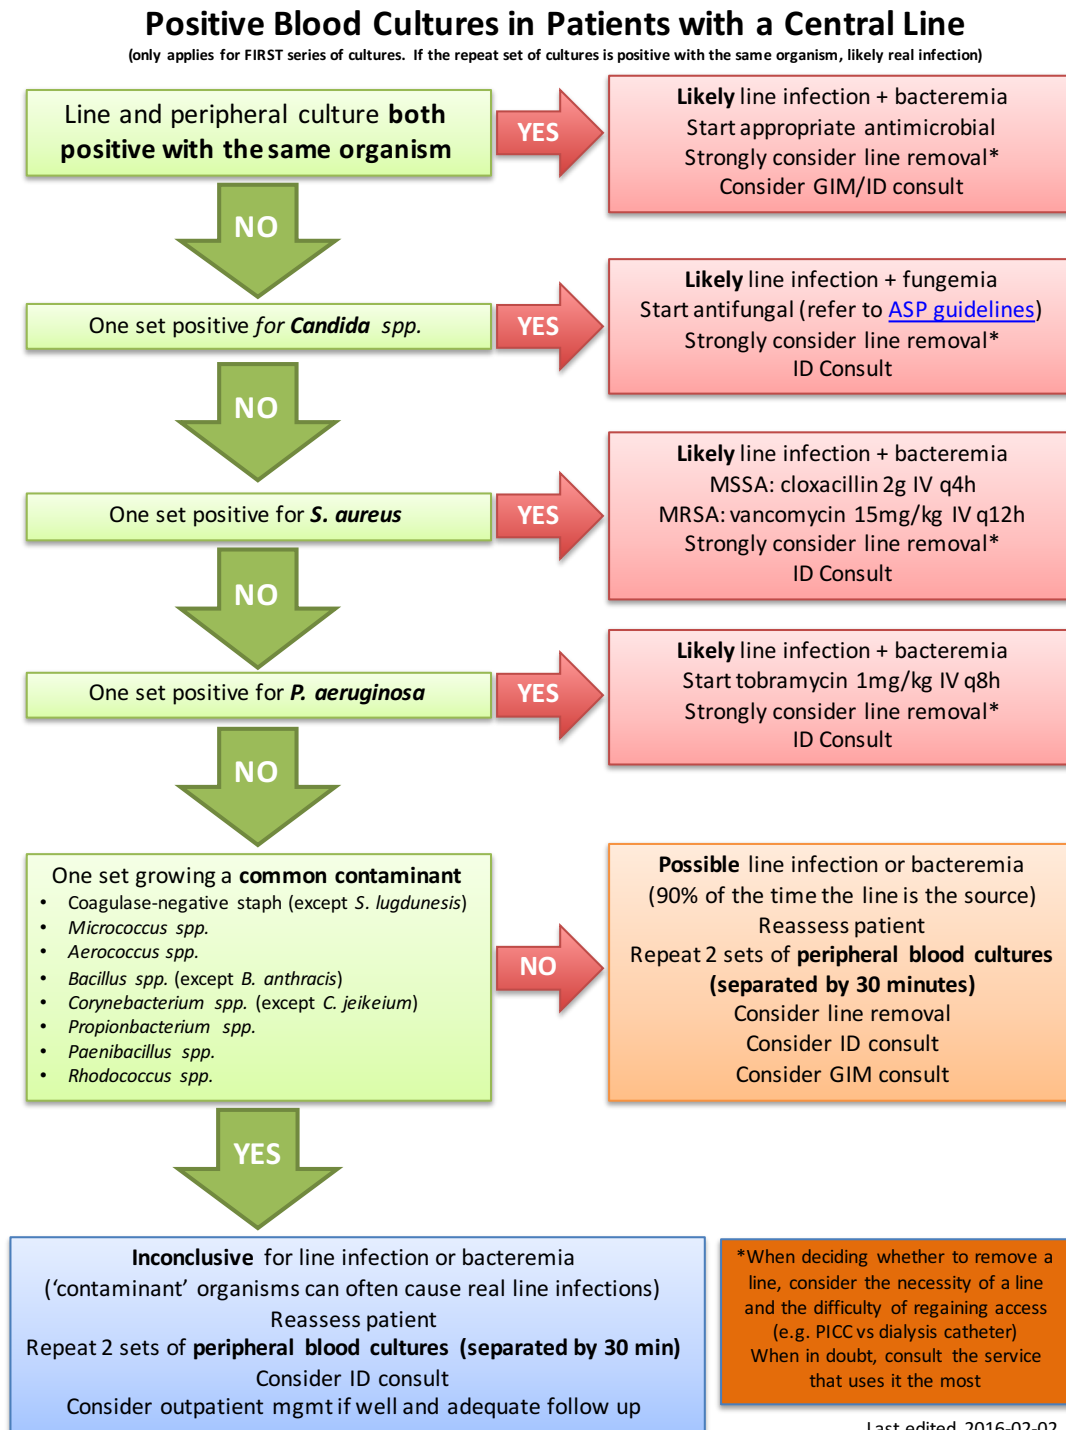 Positive Blood Cultures in Patients with a Central Line
(only applies for FIRST series of cultures. If the repeat set of cultures is positive with the same organism, likely real infection)
Line and peripheral culture both
positive with the same organism
YES
Likely line infection + bacteremia
Start appropriate antimicrobial
Strongly consider line removal*
Consider GIM/ID consult
NO
One set positive for Candida spp.
YES
Likely line infection + fungemia
Start antifungal (refer to ASP guidelines)
Strongly consider line removal*
ID Consult
NO
One set positive for S. aureus
YES
Likely line infection + bacteremia
MSSA: cloxacillin 2g IV q4h
MRSA: vancomycin 15mg/kg IV q12h
Strongly consider line removal*
ID Consult
NO
One set positive for P. aeruginosa
YES
Likely line infection + bacteremia
Start tobramycin 1mg/kg IV q8h
Strongly consider line removal*
ID Consult
NO
One set growing a common contaminant
• Coagulase-negative staph (except S. lugdunesis)
• Micrococcus spp.
• Aerococcus spp.
• Bacillus spp. (except B. anthracis)
• Corynebacterium spp. (except C. jeikeium)
• Propionbacterium spp.
• Paenibacillus spp.
• Rhodococcus spp.
NO
Possible line infection or bacteremia
(90% of the time the line is the source)
Reassess patient
Repeat 2 sets of peripheral blood cultures
(separated by 30 minutes)
Consider line removal
Consider ID consult
Consider GIM consult
YES
Inconclusive for line infection or bacteremia
(‘contaminant’ organisms can often cause real line infections)
Reassess patient
Repeat 2 sets of peripheral blood cultures (separated by 30 min)
Consider ID consult
Consider outpatient mgmt if well and adequate follow up
*When deciding whether to remove a
line, consider the necessity of a line
and the difficulty of regaining access
(e.g. PICC vs dialysis catheter)
When in doubt, consult the service
that uses it the most
Last edited 2016-02-02